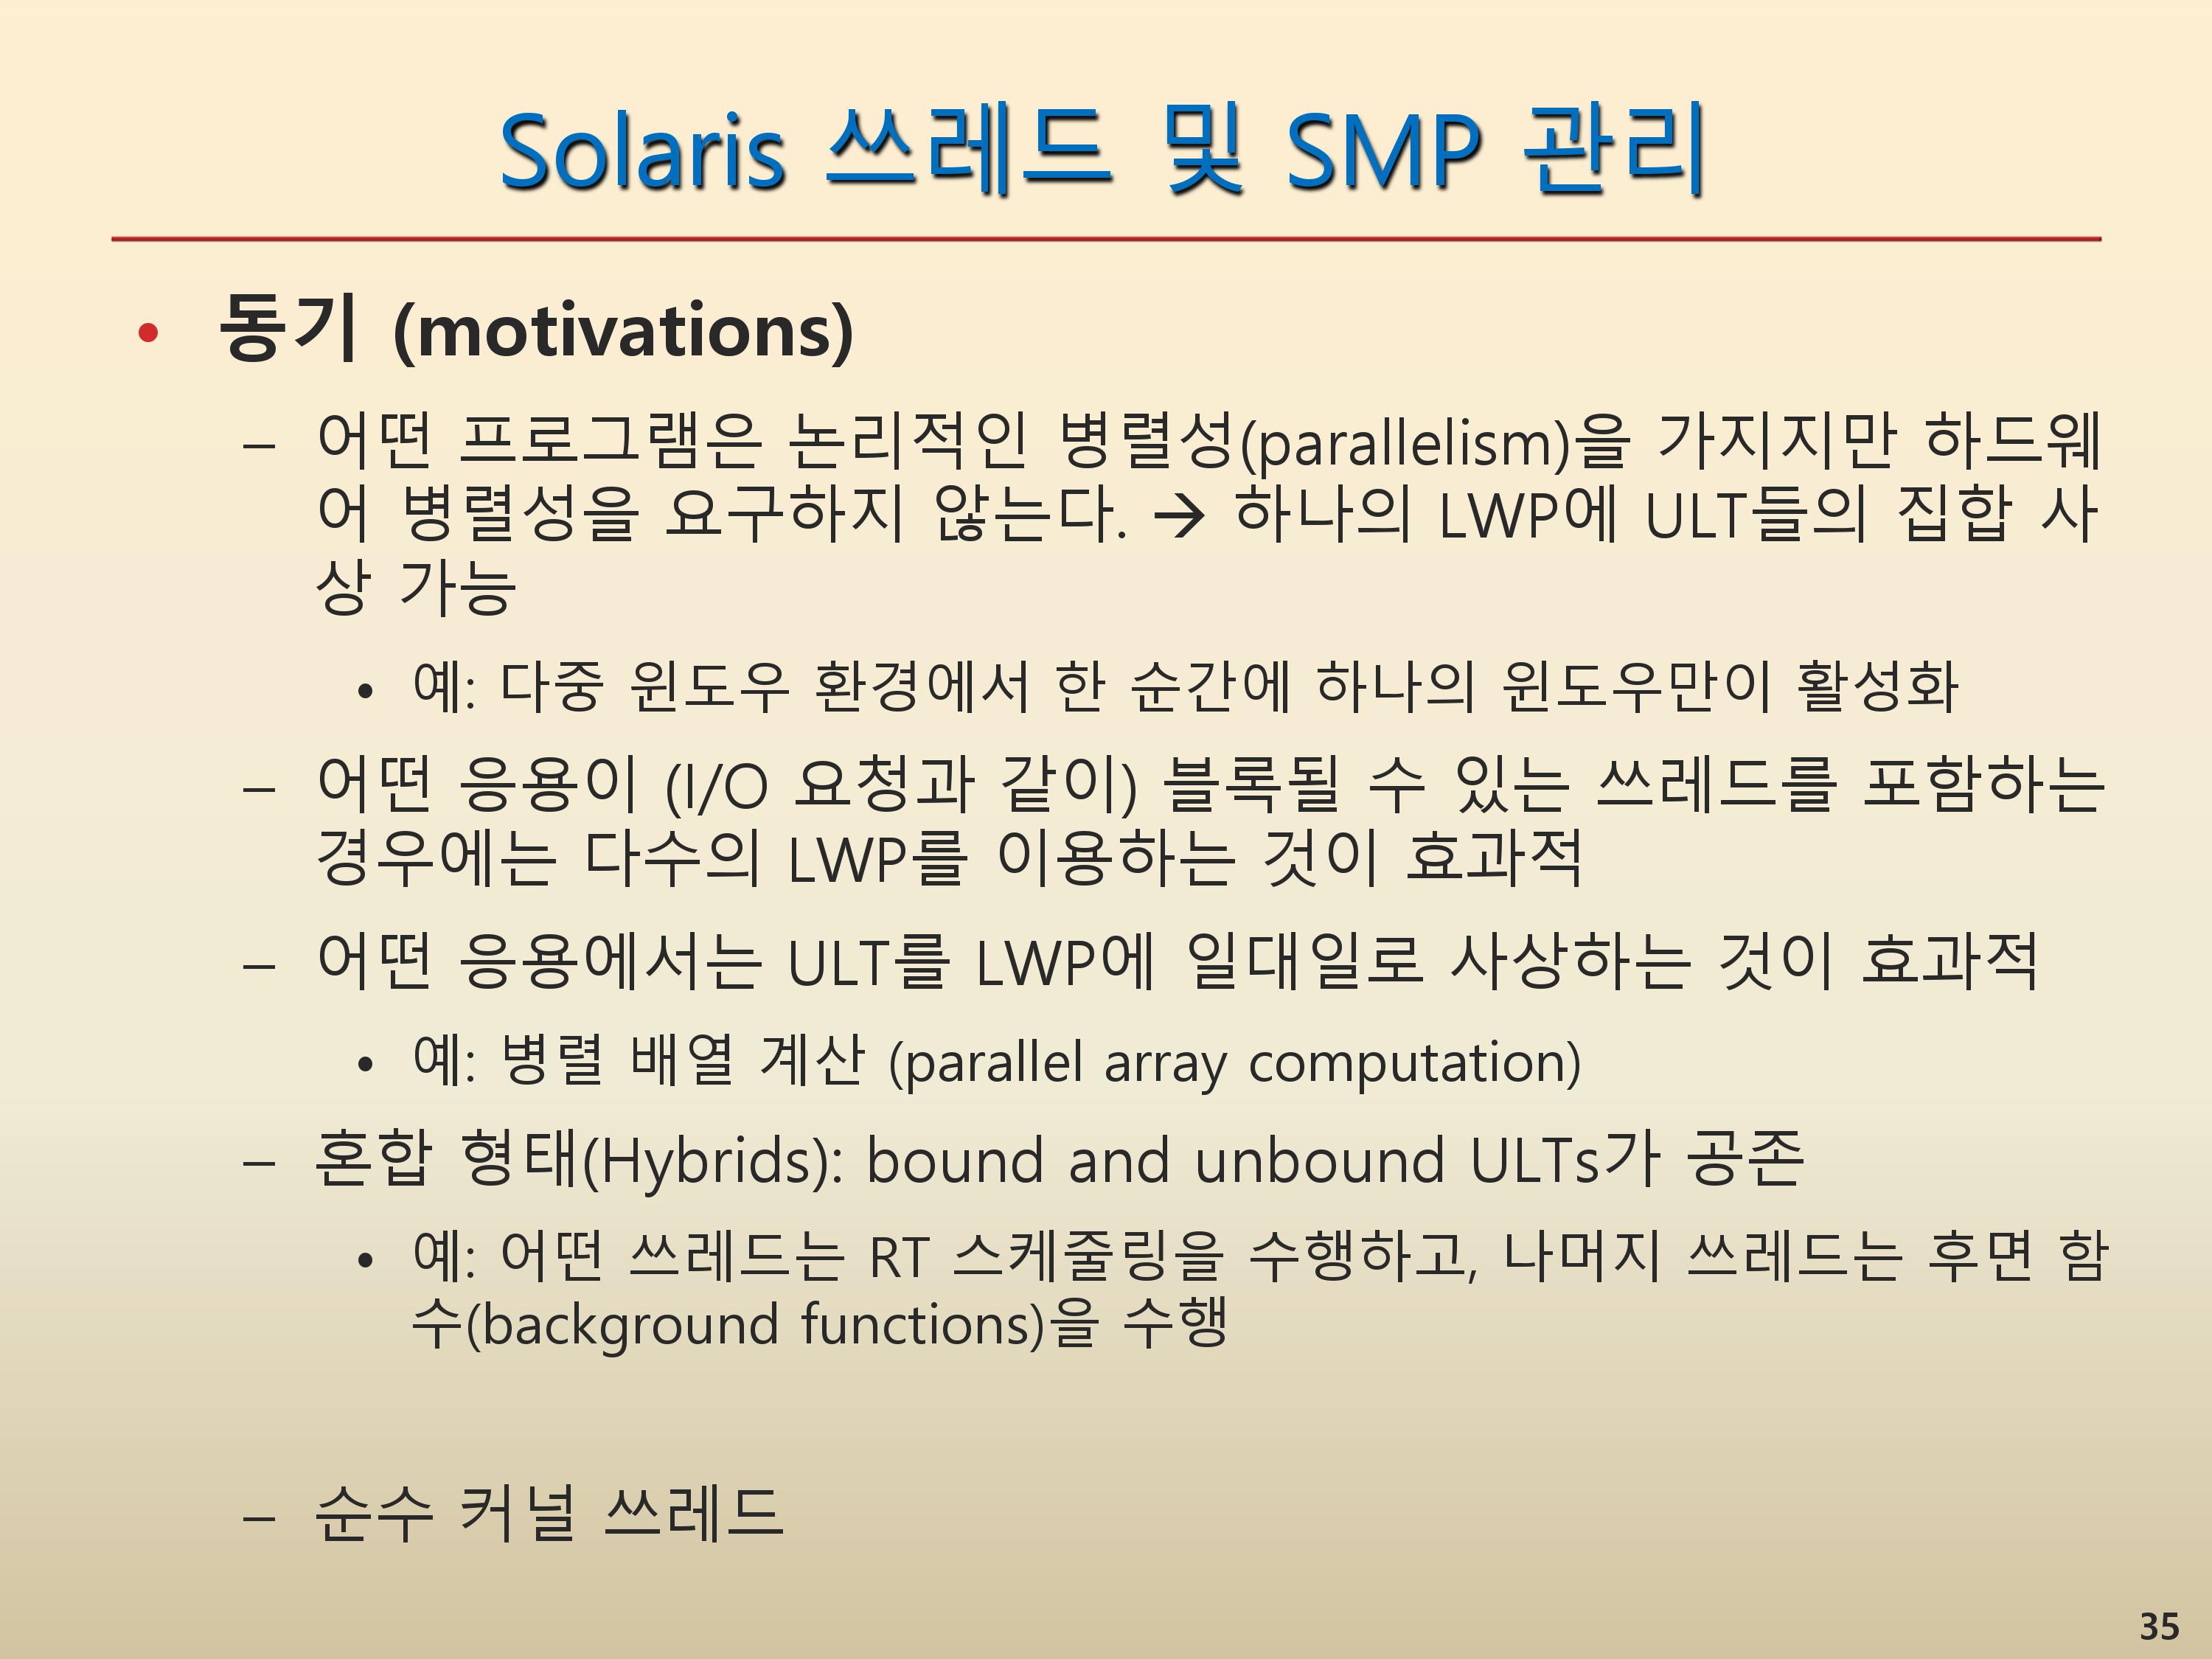 Solaris 쓰레드 및 SMP 관리
• 동기 (motivations)
– 어떤 프로그램은 논리적인 병렬성(parallelism)을 가지지만 하드웨
어 병렬성을 요구하지 않는다. → 하나의 LWP에 ULT들의 집합 사
상 가능
• 예: 다중 윈도우 환경에서 한 순간에 하나의 윈도우만이 활성화
– 어떤 응용이 (I/O 요청과 같이) 블록될 수 있는 쓰레드를 포함하는
경우에는 다수의 LWP를 이용하는 것이 효과적
– 어떤 응용에서는 ULT를 LWP에 일대일로 사상하는 것이 효과적
• 예: 병렬 배열 계산 (parallel array computation)
– 혼합 형태(Hybrids): bound and unbound ULTs가 공존
• 예: 어떤 쓰레드는 RT 스케줄링을 수행하고, 나머지 쓰레드는 후면 함
수(background functions)을 수행
– 순수 커널 쓰레드
35